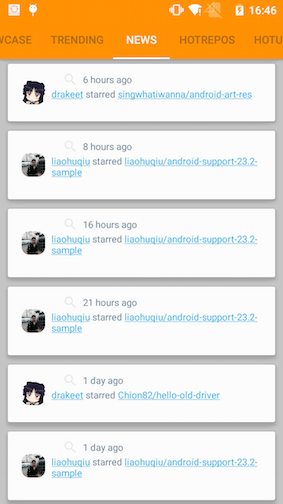 16:46
WCASE TRENDING NEWS HOTREPOS HOTU
6 hours ago
drakeet starred singwhatiwanna/android-art-res
8 hours ago
liaohuqiu starred liaohuqiu/android-support-23.2-
sample
16 hours ago
liaohuqiu starred liaohuqiu/android-support-23.2-
sample
21 hours ago
liaohuqiu starred liaohuqiu/android-support-23.2-
sample
1 day ago
drakeet starred Chion82/hello-old-driver
1 day ago
liaohuqiu starred liaohuqiu/android-support-23.2-
sample